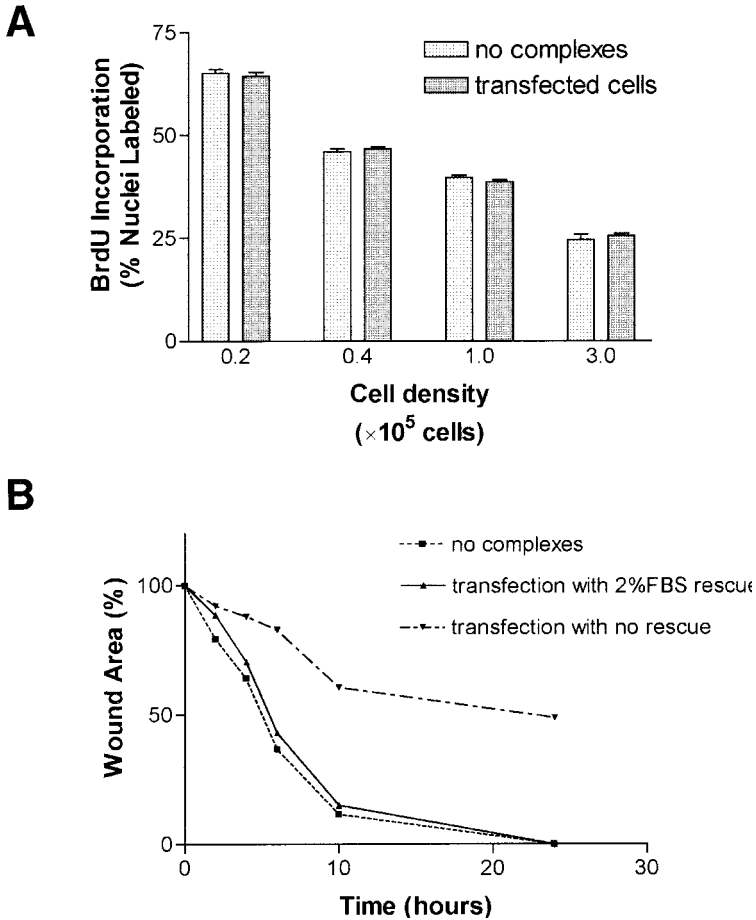 A
75
50
25
0
BrdU Incorporation
(% Nuclei Labeled)
no complexes
transfected cells
0.2 0.4 1.0 3.0
Cell density
(×10⁵ cells)
B
no complexes
transfection with 2%FBS rescue
transfection with no rescue
100
50
0
Wound Area (%)
0 10 20 30
Time (hours)